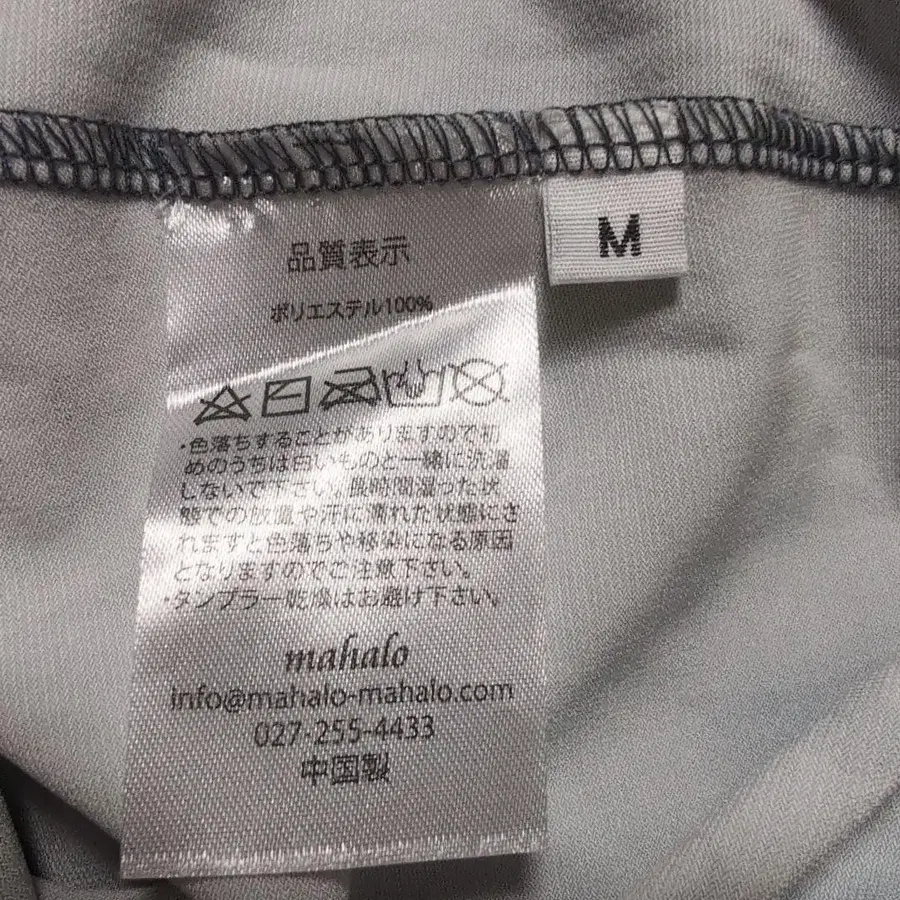 M
品質表示
ポリエステル100%
・色落ちすることがありますので初
めのうちは白いものと一緒に洗濯
しないで下さい。長時間湿った状
態での放置や汗に濡れた状態にさ
れますと色落ちや移染になる原因
となりますのでご注意下さい。
・タンブラー乾燥はお避け下さい。
mahalo
info@mahalo-mahalo.com
027-255-4433
中国製